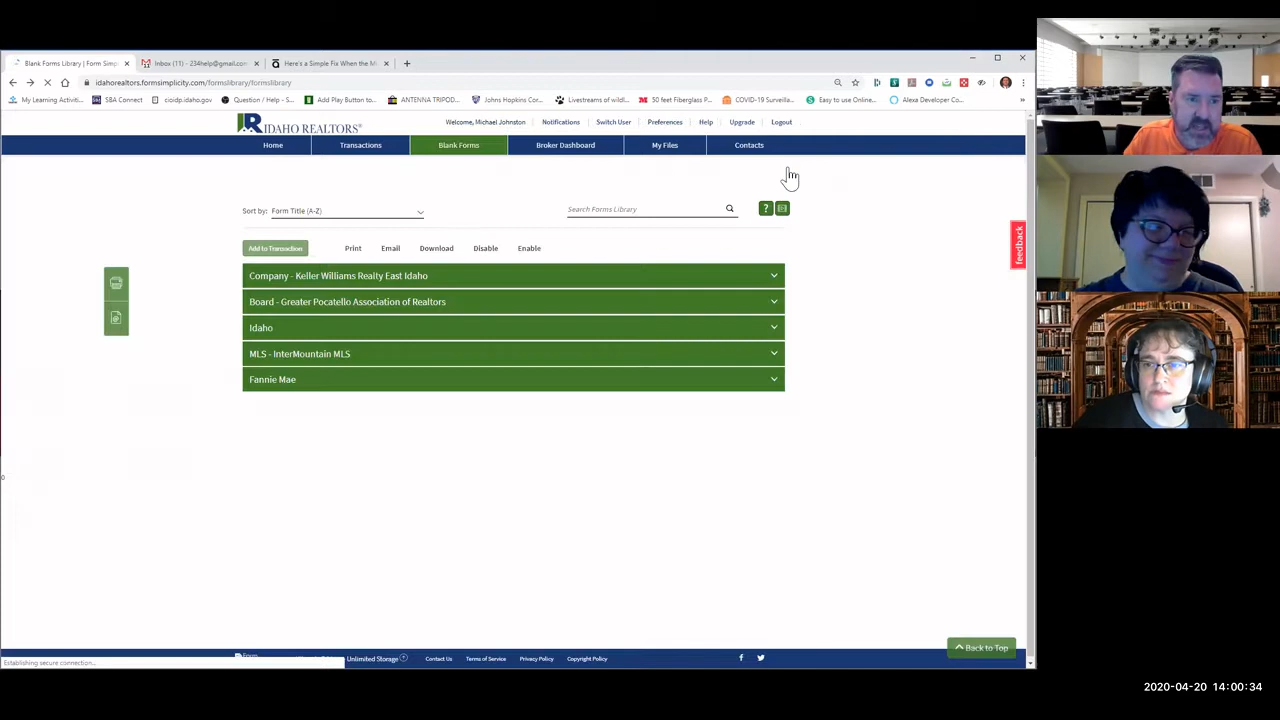 Blank Forms Library | Form Simpl
Inbox (11) - 234help@gmail.com
Here's a Simple Fix When the Mi
idahorealtors.formsimplicity.com/formslibrary/formslibrary
My Learning Activiti...
SBA Connect
cicidp.idaho.gov
Question / Help - S...
Add Play Button to...
ANTENNA TRIPOD...
Johns Hopkins Cor...
Livestreams of wildl...
50 feet Fiberglass P...
COVID-19 Surveilla...
Easy to use Online...
Alexa Developer Co...
IDAHO REALTORS®
Welcome, Michael Johnston
Notifications
Switch User
Preferences
Help
Upgrade
Logout
Home
Transactions
Blank Forms
Broker Dashboard
My Files
Contacts
Sort by: Form Title (A-Z)
Search Forms Library
?
Add to Transaction
Print
Email
Download
Disable
Enable
feedback
Company - Keller Williams Realty East Idaho
Board - Greater Pocatello Association of Realtors
Idaho
MLS - InterMountain MLS
Fannie Mae
0
Back to Top
Unlimited Storage
Contact Us
Terms of Service
Privacy Policy
Copyright Policy
Establishing secure connection...
2020-04-20 14:00:34